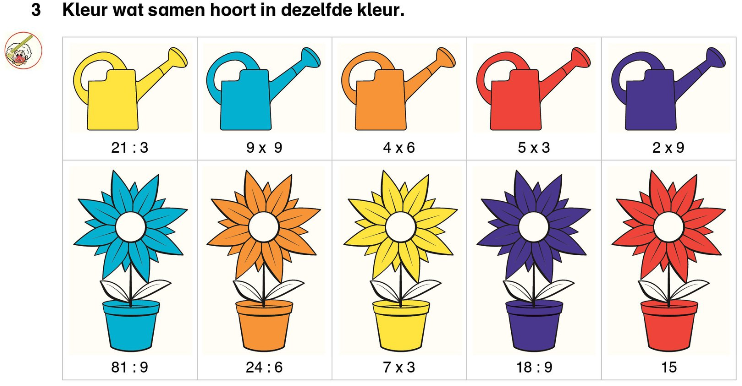 3 Kleur wat samen hoort in dezelfde kleur.
21 : 3 9 x 9 4 x 6 5 x 3 2 x 9
81 : 9 24 : 6 7 x 3 18 : 9 15